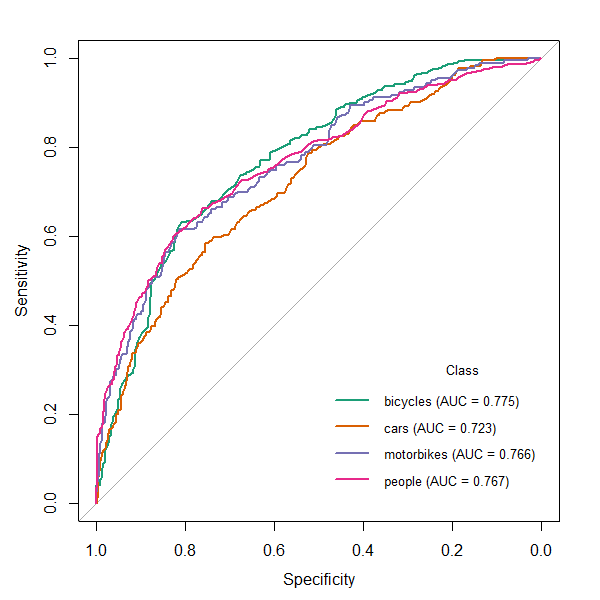 1.0
0.8
0.6
0.4
0.2
0.0
Sensitivity
Class
bicycles (AUC = 0.775)
cars (AUC = 0.723)
motorbikes (AUC = 0.766)
people (AUC = 0.767)
1.0 0.8 0.6 0.4 0.2 0.0
Specificity